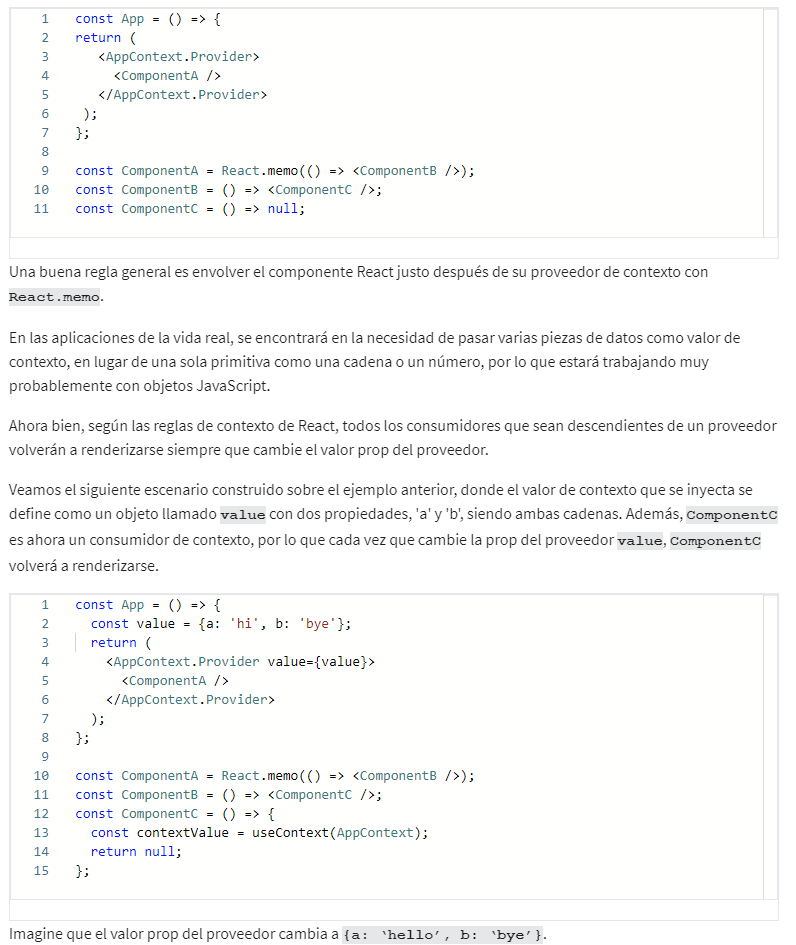 1 const App = () => {
2 return (
3 <AppContext.Provider>
4 <ComponentA />
5 </AppContext.Provider>
6 );
7 };
8
9 const ComponentA = React.memo(() => <ComponentB />);
10 const ComponentB = () => <ComponentC />;
11 const ComponentC = () => null;
Una buena regla general es envolver el componente React justo después de su proveedor de contexto con
React.memo.
En las aplicaciones de la vida real, se encontrará en la necesidad de pasar varias piezas de datos como valor de
contexto, en lugar de una sola primitiva como una cadena o un número, por lo que estará trabajando muy
probablemente con objetos JavaScript.
Ahora bien, según las reglas de contexto de React, todos los consumidores que sean descendientes de un proveedor
volverán a renderizarse siempre que cambie el valor prop del proveedor.
Veamos el siguiente escenario construido sobre el ejemplo anterior, donde el valor de contexto que se inyecta se
define como un objeto llamado value con dos propiedades, 'a' y 'b', siendo ambas cadenas. Además, ComponentC
es ahora un consumidor de contexto, por lo que cada vez que cambie la prop del proveedor value, ComponentC
volverá a renderizarse.
1 const App = () => {
2 const value = {a: 'hi', b: 'bye'};
3 return (
4 <AppContext.Provider value={value}>
5 <ComponentA />
6 </AppContext.Provider>
7 );
8 };
9
10 const ComponentA = React.memo(() => <ComponentB />);
11 const ComponentB = () => <ComponentC />;
12 const ComponentC = () => {
13 const contextValue = useContext(AppContext);
14 return null;
15 };
Imagine que el valor prop del proveedor cambia a {a: ‘hello’, b: ‘bye’}.